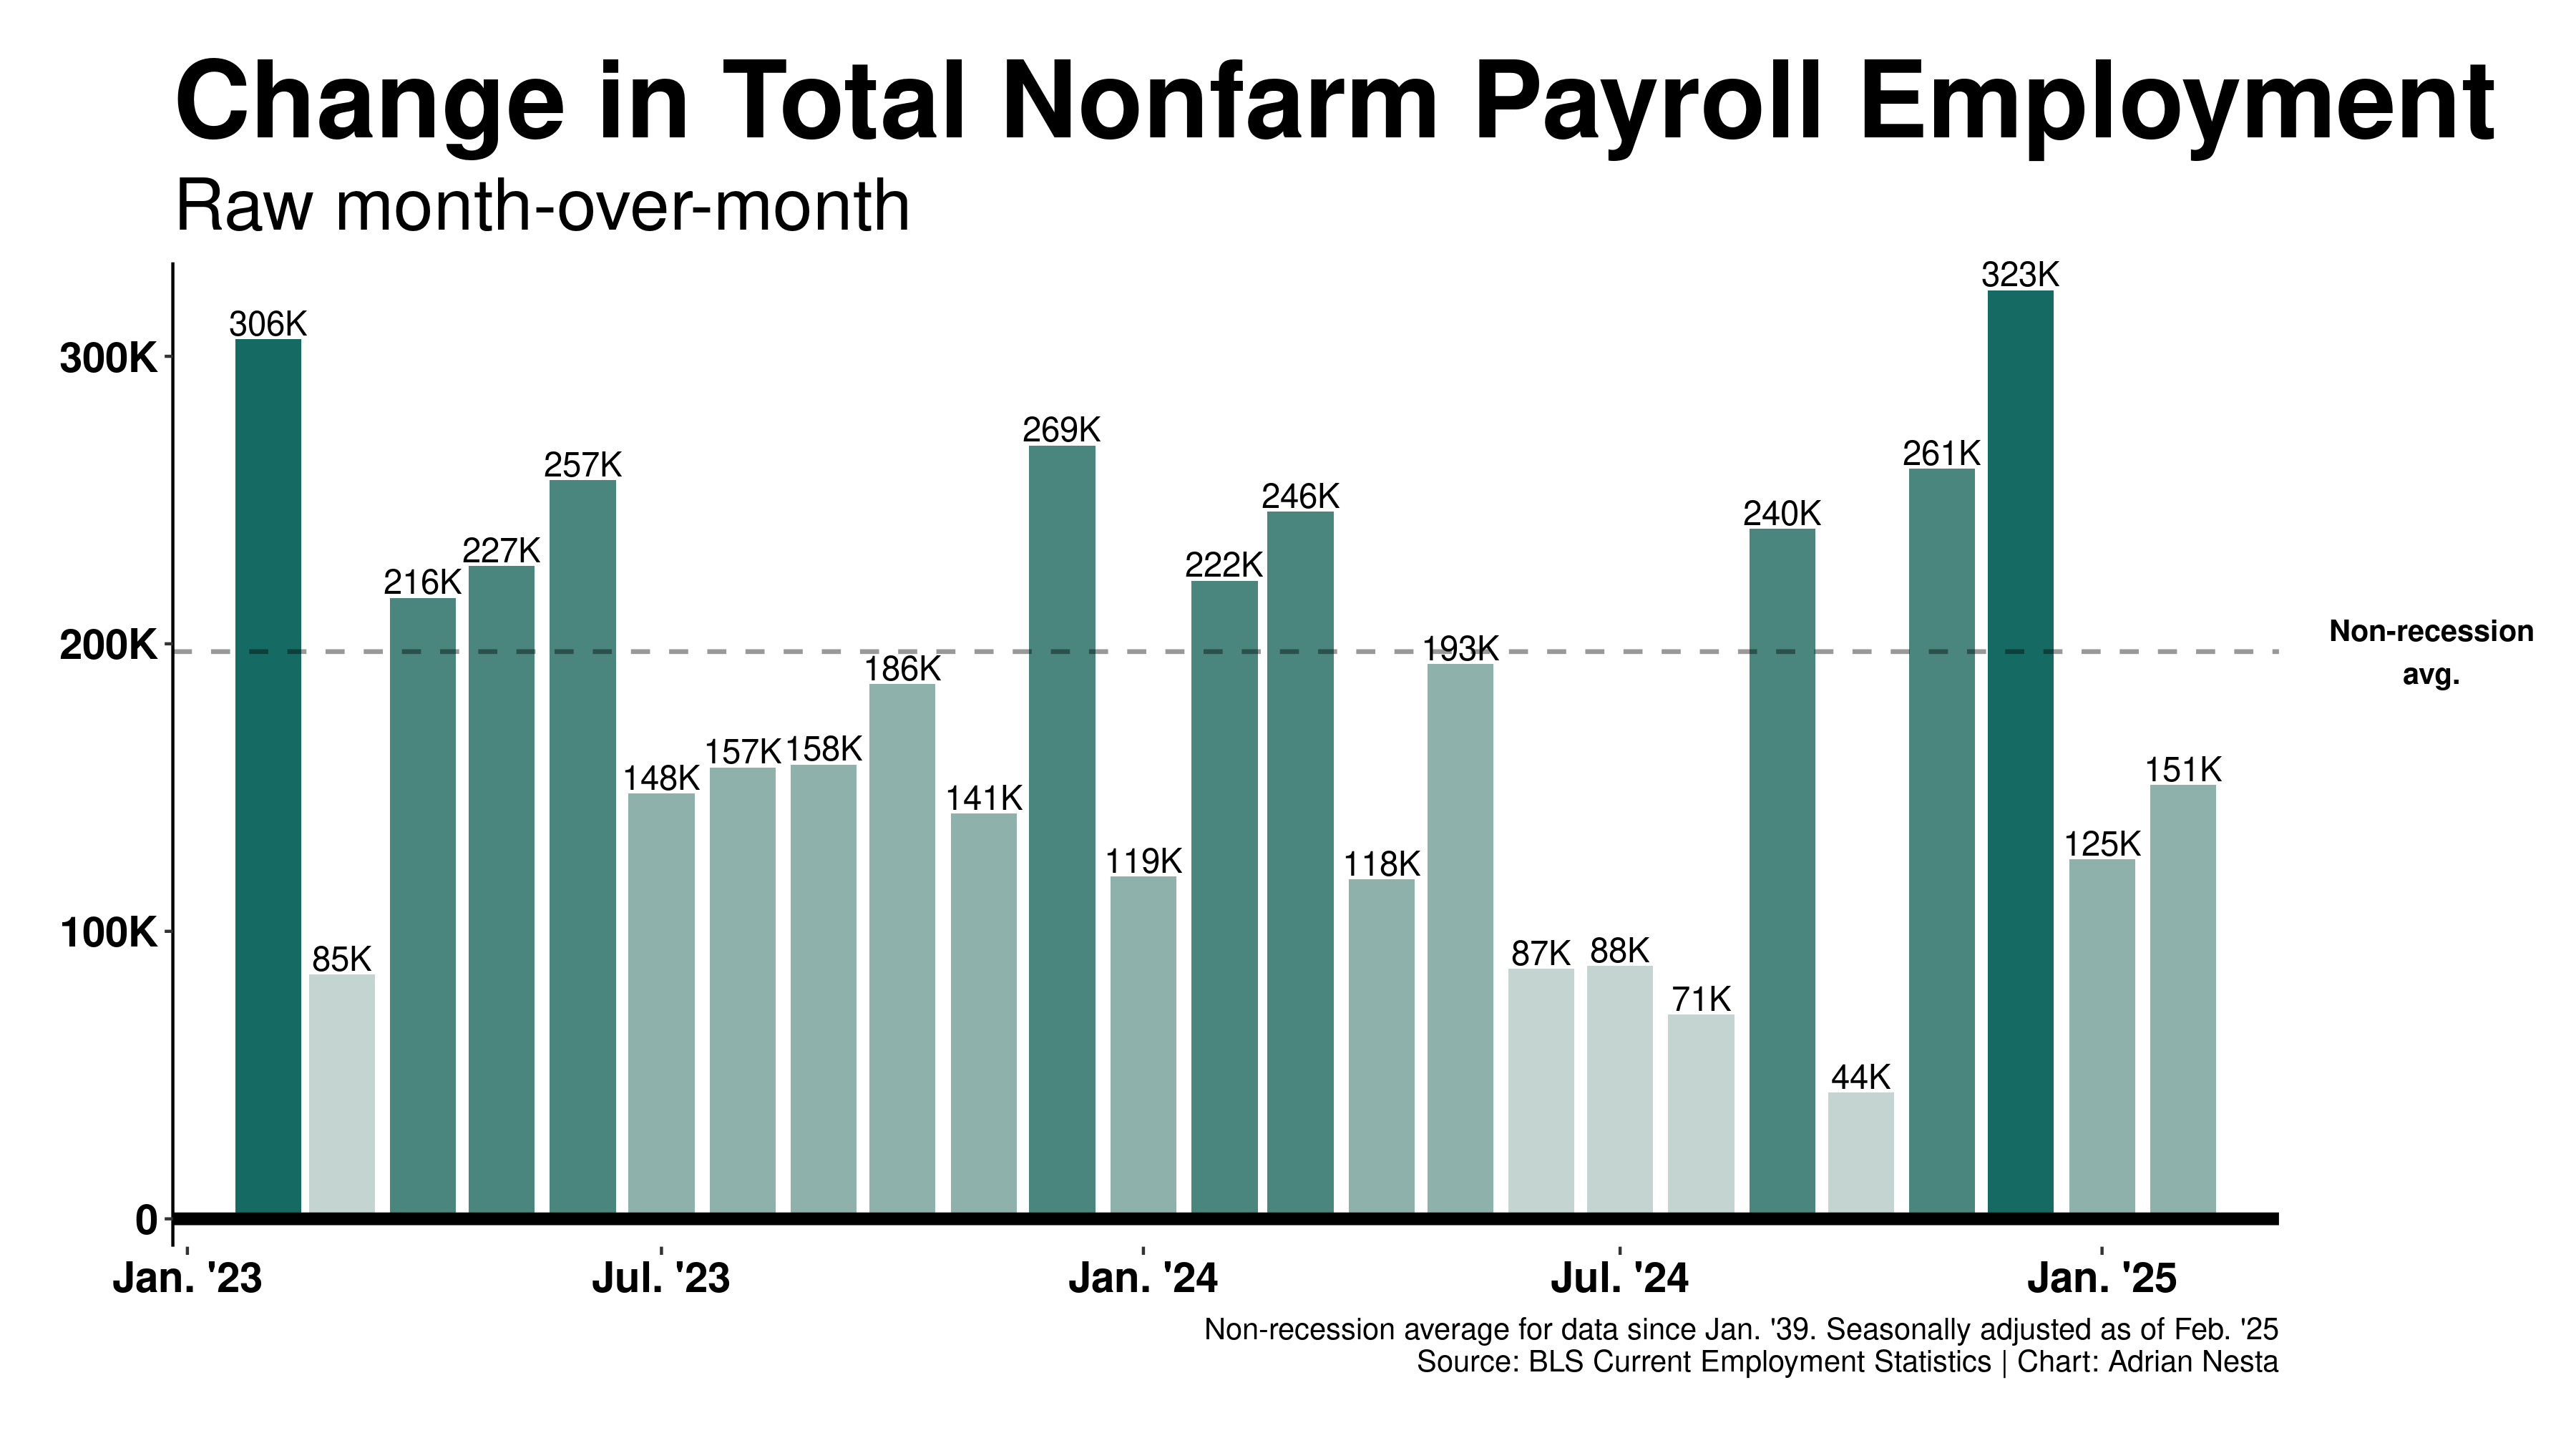 Change in Total Nonfarm Payroll Employment
Raw month-over-month
300K
200K
100K
0
306K
85K
216K
227K
257K
148K
157K
158K
186K
141K
269K
119K
222K
246K
118K
193K
87K
88K
71K
240K
44K
261K
323K
125K
151K
Non-recession
avg.
Jan. '23
Jul. '23
Jan. '24
Jul. '24
Jan. '25
Non-recession average for data since Jan. '39. Seasonally adjusted as of Feb. '25
Source: BLS Current Employment Statistics | Chart: Adrian Nesta